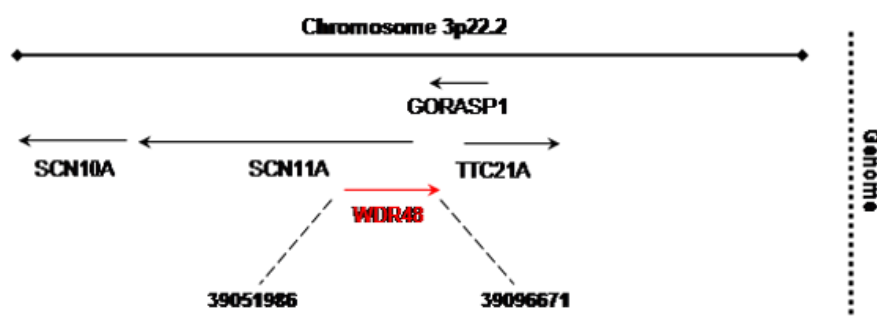 Chromosome 3p22.2
GORASP1
SCN10A
SCN11A
TTC21A
WDR48
39051986
39096671
Genome